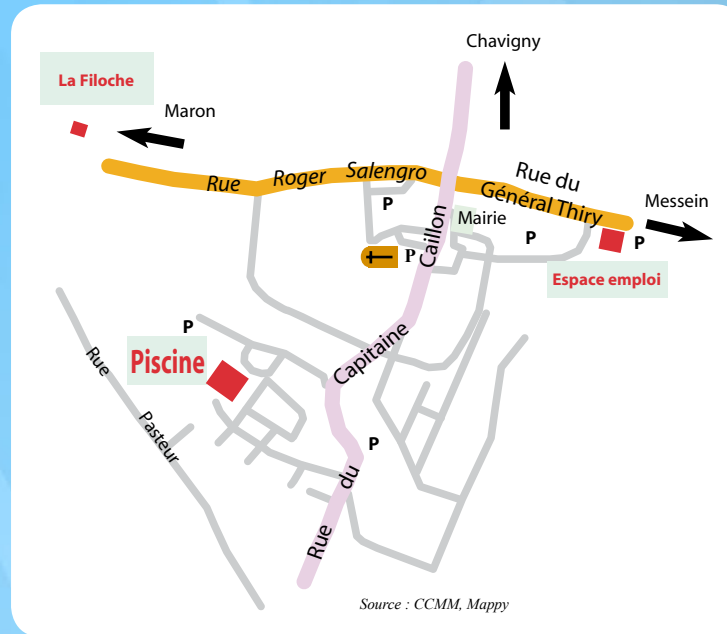 Chavigny
La Filoche
Maron
Rue Roger Salengro
Rue du
Général Thiry
Messein
P
Mairie
P
P
P
Espace emploi
Rue du Capitaine Caillon
P
Piscine
Rue Pasteur
P
Source : CCMM, Mappy